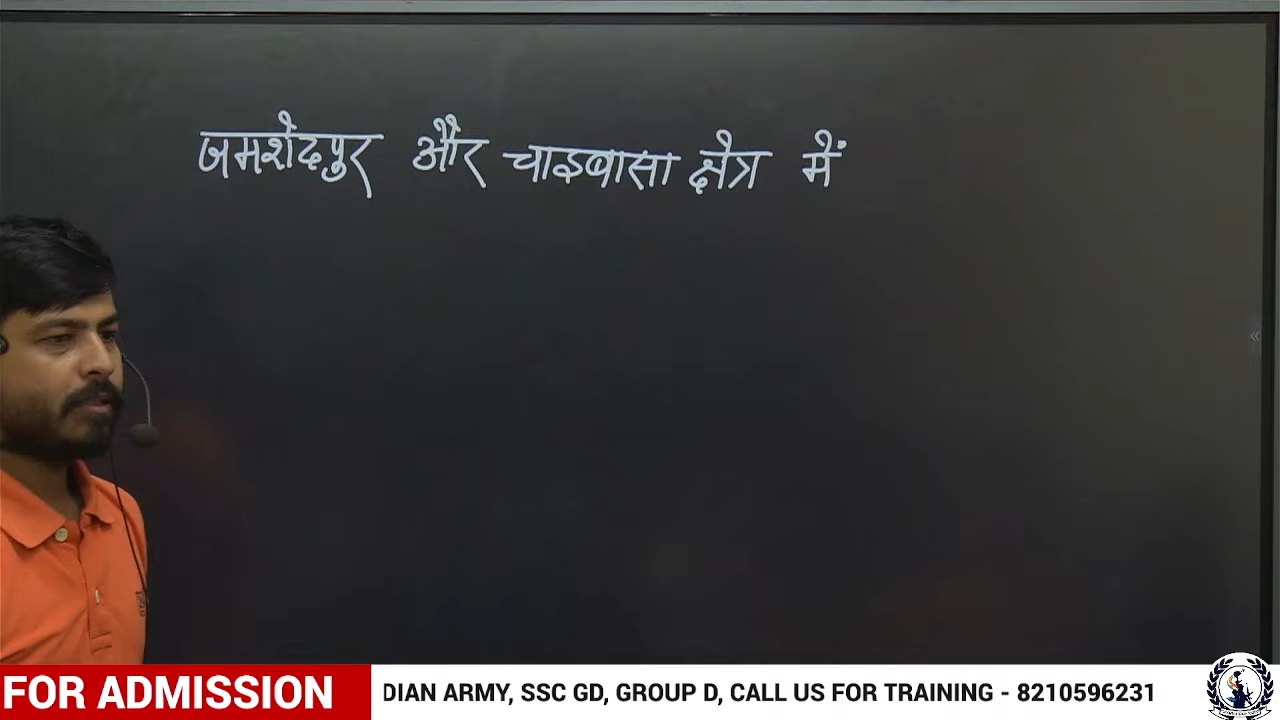 जमशेदपुर और चाइबासा क्षेत्र में
FOR ADMISSION
DIAN ARMY, SSC GD, GROUP D, CALL US FOR TRAINING - 8210596231